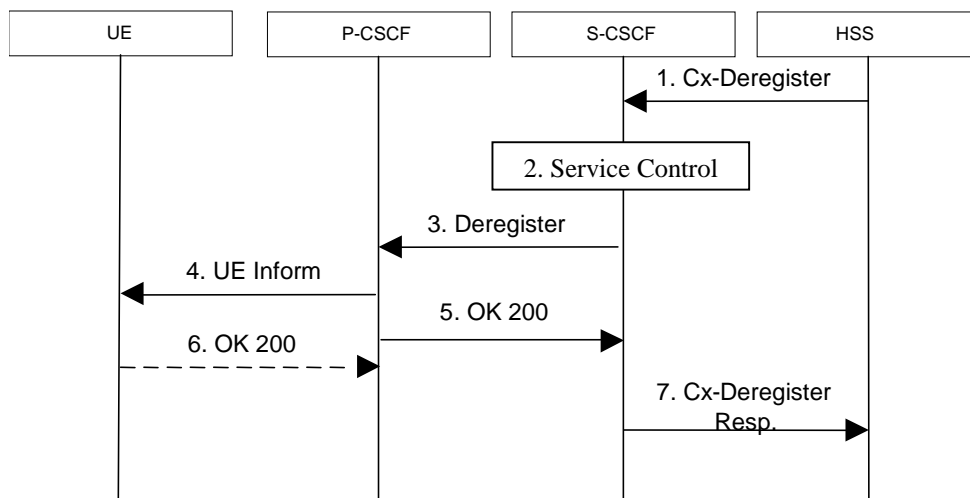 UE
P-CSCF
S-CSCF
HSS
1. Cx-Deregister
2. Service Control
3. Deregister
4. UE Inform
5. OK 200
6. OK 200
7. Cx-Deregister
Resp.